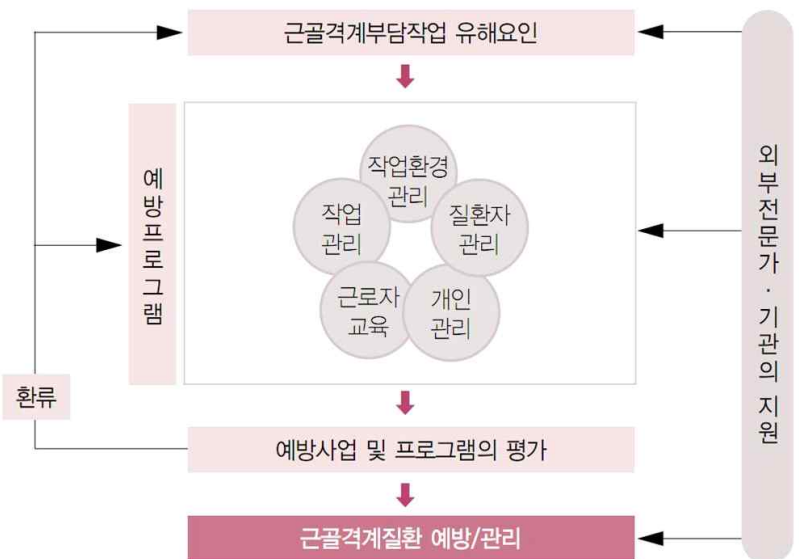 근골격계부담작업 유해요인
예방프로그램
작업환경
관리
작업
관리
질환자
관리
근로자
교육
개인
관리
외부전문가·기관의 지원
환류
예방사업 및 프로그램의 평가
근골격계질환 예방/관리